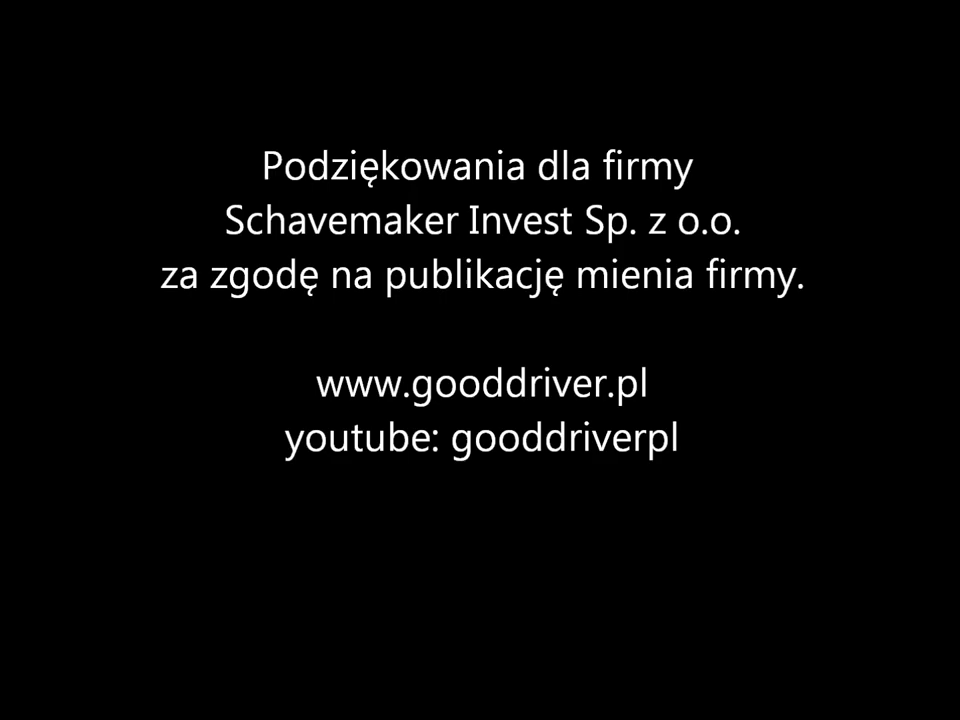 Podziękowania dla firmy
Schavemaker Invest Sp. z o.o.
za zgodę na publikację mienia firmy.
www.gooddriver.pl
youtube: gooddriverpl